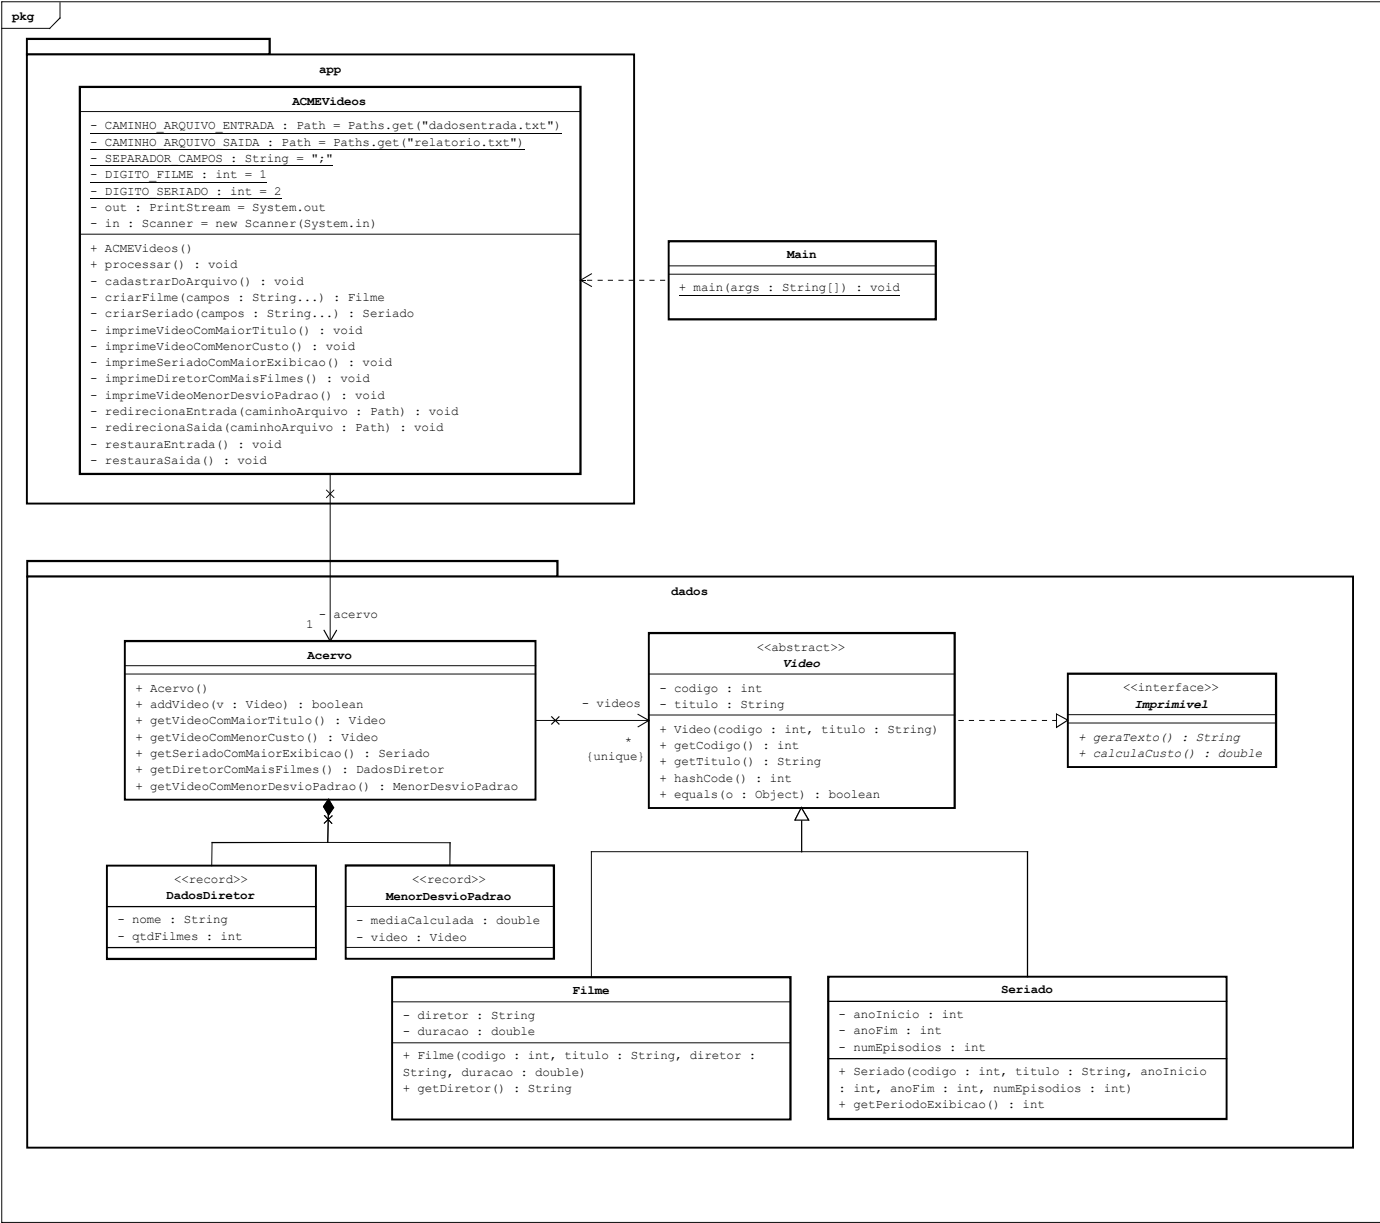 pkg
app
ACMEVideos
- CAMINHO_ARQUIVO_ENTRADA : Path = Paths.get("dadosentrada.txt")
- CAMINHO_ARQUIVO_SAIDA : Path = Paths.get("relatorio.txt")
- SEPARADOR_CAMPOS : String = ";"
- DIGITO_FILME : int = 1
- DIGITO_SERIADO : int = 2
- out : PrintStream = System.out
- in : Scanner = new Scanner(System.in)
+ ACMEVideos()
+ processar() : void
- cadastrarDoArquivo() : void
- criarFilme(campos : String...) : Filme
- criarSeriado(campos : String...) : Seriado
- imprimeVideoComMaiorTitulo() : void
- imprimeVideoComMenorCusto() : void
- imprimeSeriadoComMaiorExibicao() : void
- imprimeDiretorComMaisFilmes() : void
- imprimeVideoMenorDesvioPadrao() : void
- redirecionaEntrada(caminhoArquivo : Path) : void
- redirecionaSaida(caminhoArquivo : Path) : void
- restauraEntrada() : void
- restauraSaida() : void
Main
+ main(args : String[]) : void
dados
- acervo
1
Acervo
+ Acervo()
+ addVideo(v : Video) : boolean
+ getVideoComMaiorTitulo() : Video
+ getVideoComMenorCusto() : Video
+ getSeriadoComMaiorExibicao() : Seriado
+ getDiretorComMaisFilmes() : DadosDiretor
+ getVideoComMenorDesvioPadrao() : MenorDesvioPadrao
- videos
*
{unique}
<<abstract>>
Video
- codigo : int
- titulo : String
+ Video(codigo : int, titulo : String)
+ getCodigo() : int
+ getTitulo() : String
+ hashCode() : int
+ equals(o : Object) : boolean
<<interface>>
Imprimivel
+ geraTexto() : String
+ calculaCusto() : double
<<record>>
DadosDiretor
- nome : String
- qtdFilmes : int
<<record>>
MenorDesvioPadrao
- mediaCalculada : double
- video : Video
Filme
- diretor : String
- duracao : double
+ Filme(codigo : int, titulo : String, diretor :
String, duracao : double)
+ getDiretor() : String
Seriado
- anoInicio : int
- anoFim : int
- numEpisodios : int
+ Seriado(codigo : int, titulo : String, anoInicio
: int, anoFim : int, numEpisodios : int)
+ getPeriodoExibicao() : int